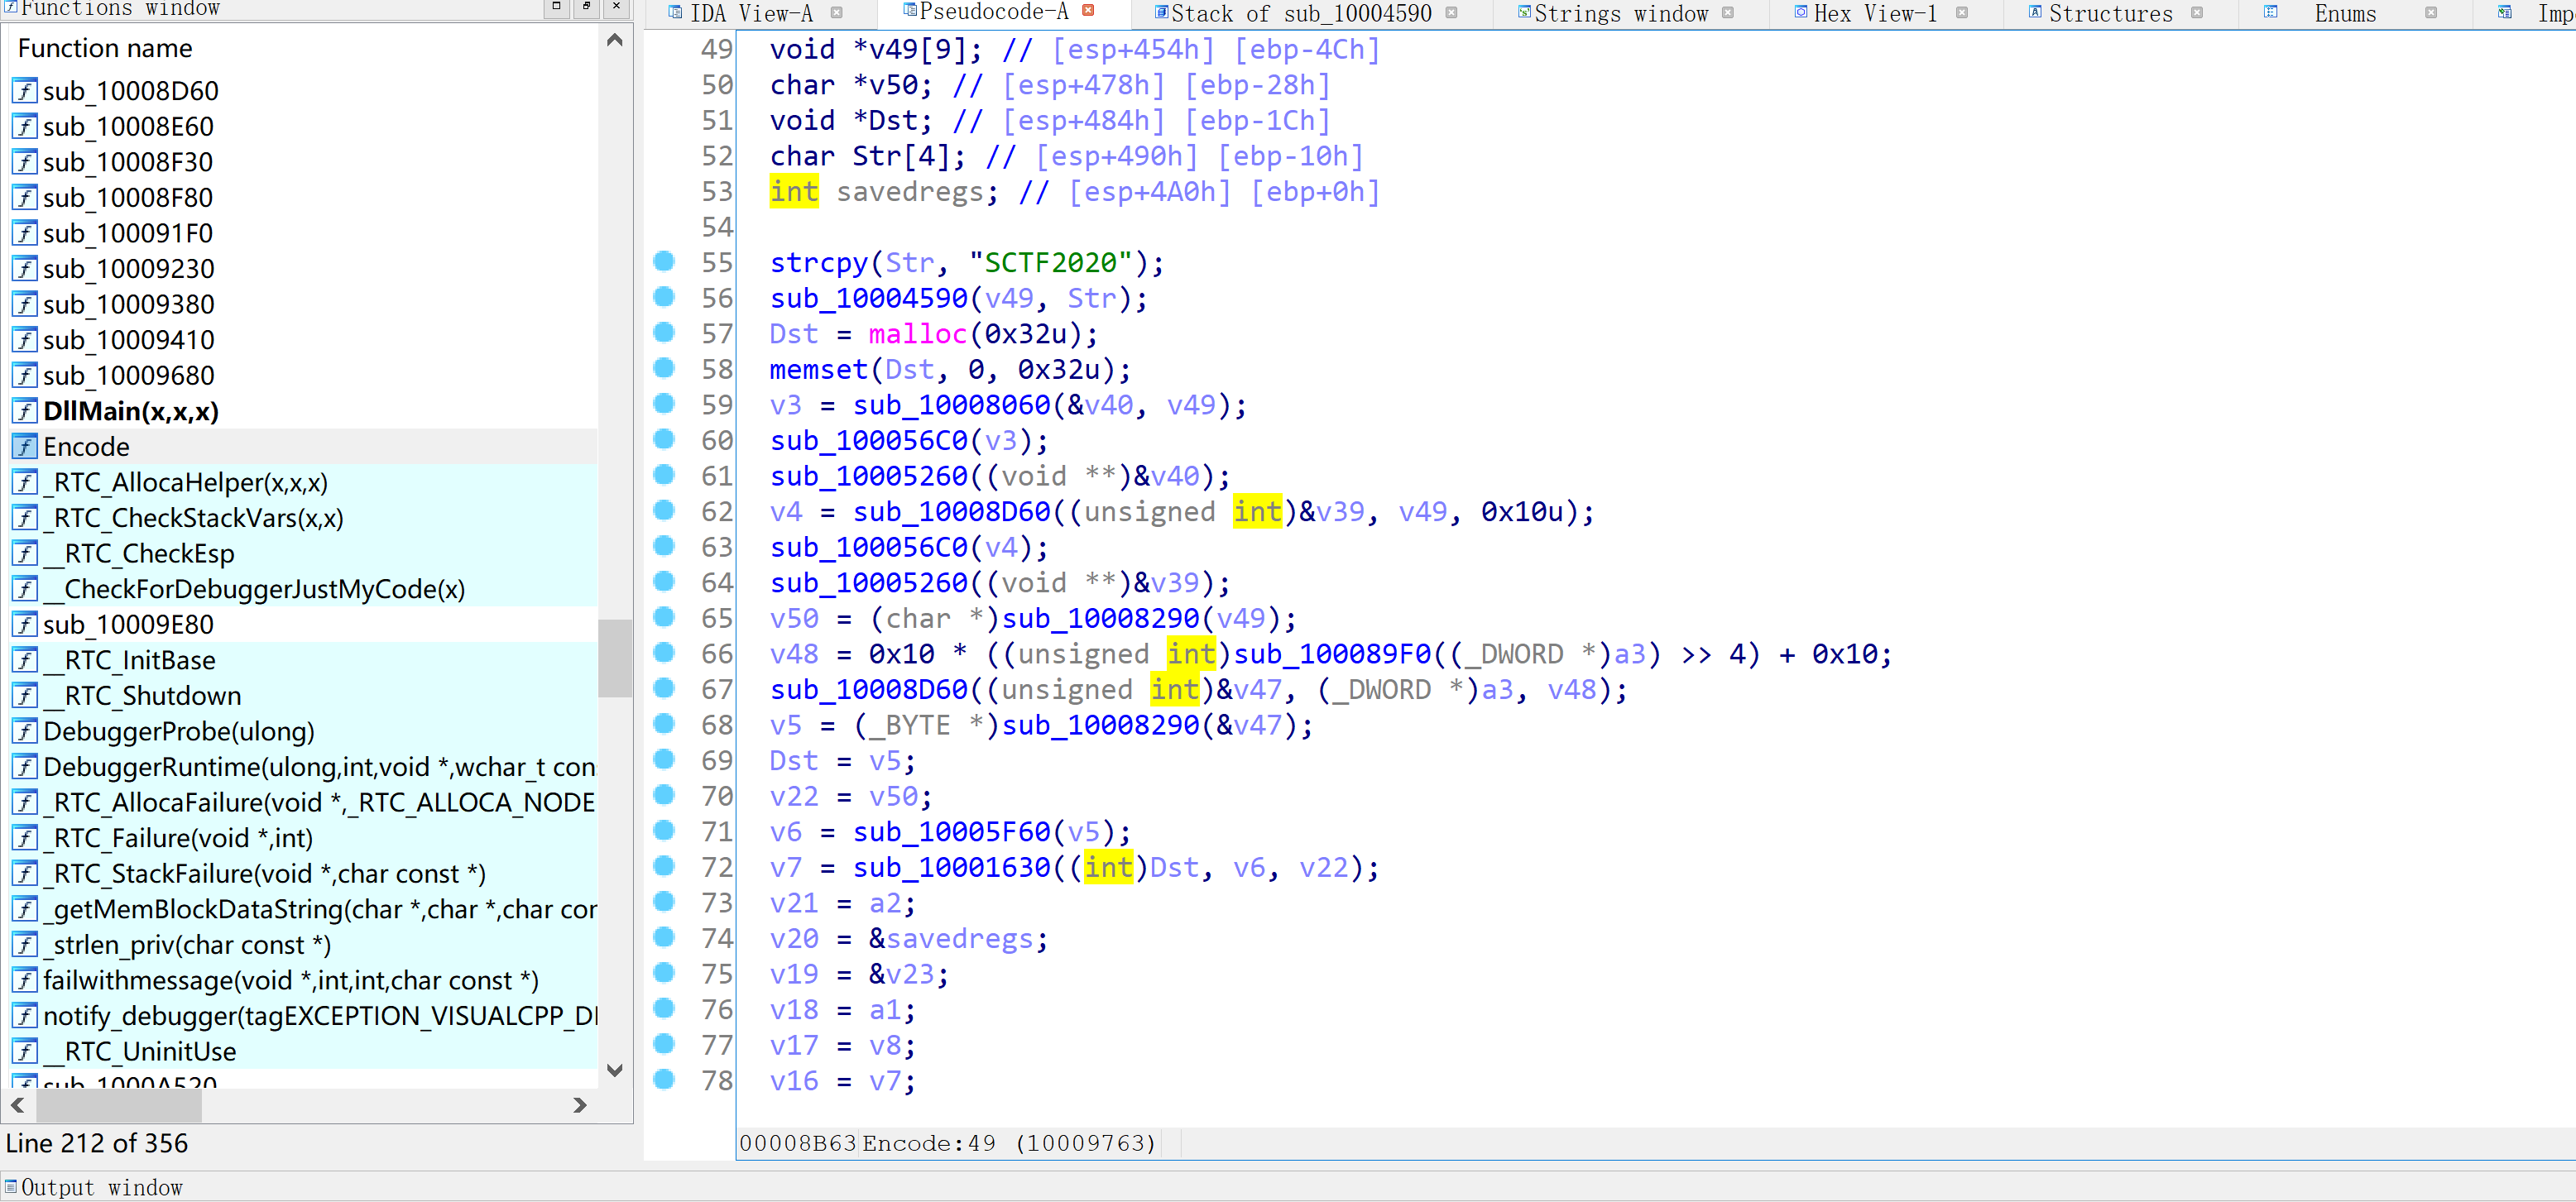 Functions window
Function name
sub_10008D60
sub_10008E60
sub_10008F30
sub_10008F80
sub_100091F0
sub_10009230
sub_10009380
sub_10009410
sub_10009680
DllMain(x,x,x)
Encode
_RTC_AllocaHelper(x,x,x)
_RTC_CheckStackVars(x,x)
__RTC_CheckEsp
__CheckForDebuggerJustMyCode(x)
sub_10009E80
__RTC_InitBase
__RTC_Shutdown
DebuggerProbe(ulong)
DebuggerRuntime(ulong,int,void *,wchar_t con
_RTC_AllocaFailure(void *,_RTC_ALLOCA_NODE
_RTC_Failure(void *,int)
_RTC_StackFailure(void *,char const *)
_getMemBlockDataString(char *,char *,char con
_strlen_priv(char const *)
failwithmessage(void *,int,int,char const *)
notify_debugger(tagEXCEPTION_VISUALCPP_D
__RTC_UninitUse
sub_1000A520
Line 212 of 356
IDA View-A Pseudocode-A Stack of sub_10004590 Strings window Hex View-1 Structures Enums Imp
49 void *v49[9]; // [esp+454h] [ebp-4Ch]
50 char *v50; // [esp+478h] [ebp-28h]
51 void *Dst; // [esp+484h] [ebp-1Ch]
52 char Str[4]; // [esp+490h] [ebp-10h]
53 int savedregs; // [esp+4A0h] [ebp+0h]
54
55 strcpy(Str, "SCTF2020");
56 sub_10004590(v49, Str);
57 Dst = malloc(0x32u);
58 memset(Dst, 0, 0x32u);
59 v3 = sub_10008060(&v40, v49);
60 sub_100056C0(v3);
61 sub_10005260((void **)&v40);
62 v4 = sub_10008D60((unsigned int)&v39, v49, 0x10u);
63 sub_100056C0(v4);
64 sub_10005260((void **)&v39);
65 v50 = (char *)sub_10008290(v49);
66 v48 = 0x10 * ((unsigned int)sub_100089F0((_DWORD *)a3) >> 4) + 0x10;
67 sub_10008D60((unsigned int)&v47, (_DWORD *)a3, v48);
68 v5 = (_BYTE *)sub_10008290(&v47);
69 Dst = v5;
70 v22 = v50;
71 v6 = sub_10005F60(v5);
72 v7 = sub_10001630((int)Dst, v6, v22);
73 v21 = a2;
74 v20 = &savedregs;
75 v19 = &v23;
76 v18 = a1;
77 v17 = v8;
78 v16 = v7;
00008B63 Encode:49 (10009763)
Output window